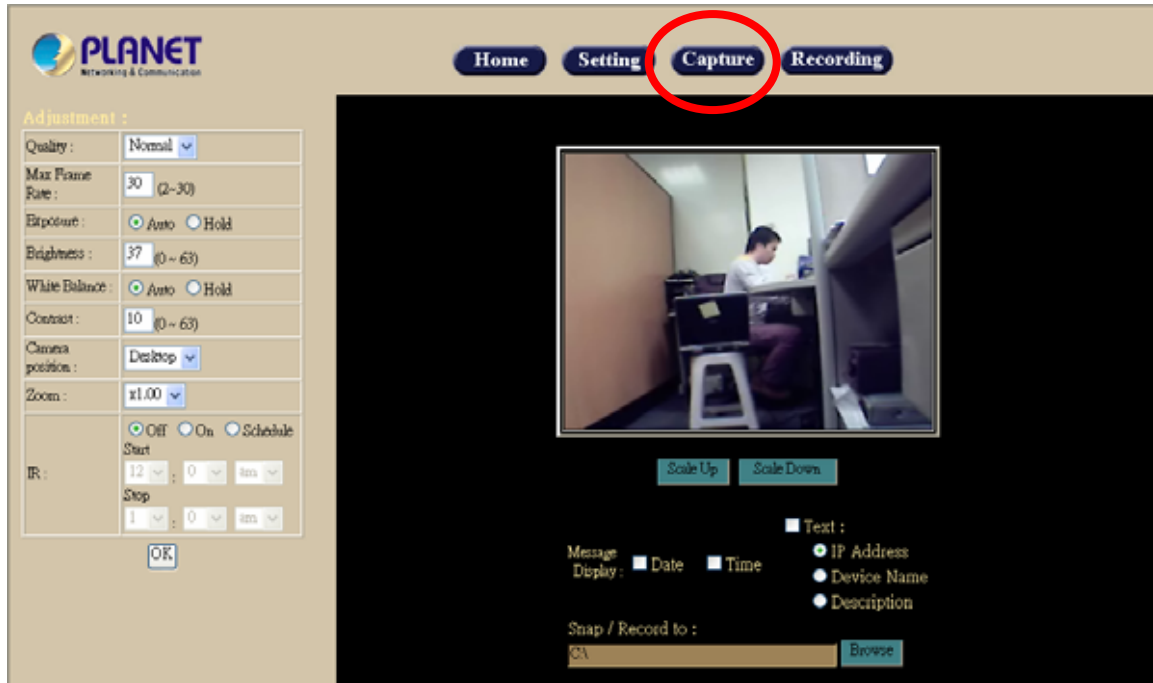 PLANET
Networking & Communication
Home Setting Capture Recording
Adjustment :
Quality : Normal
Max Frame Rate : 30 (2~30)
Exposure : Auto Hold
Brightness : 37 (0 ~ 63)
White Balance : Auto Hold
Contrast : 10 (0 ~ 63)
Camera position : Desktop
Zoom : x1.00
IR : Off On Schedule
Start
12 : 0 am
Stop
1 : 0 am
OK
Scale Up Scale Down
Message Display : Date Time
Text :
IP Address
Device Name
Description
Snap / Record to :
C:\ Browse